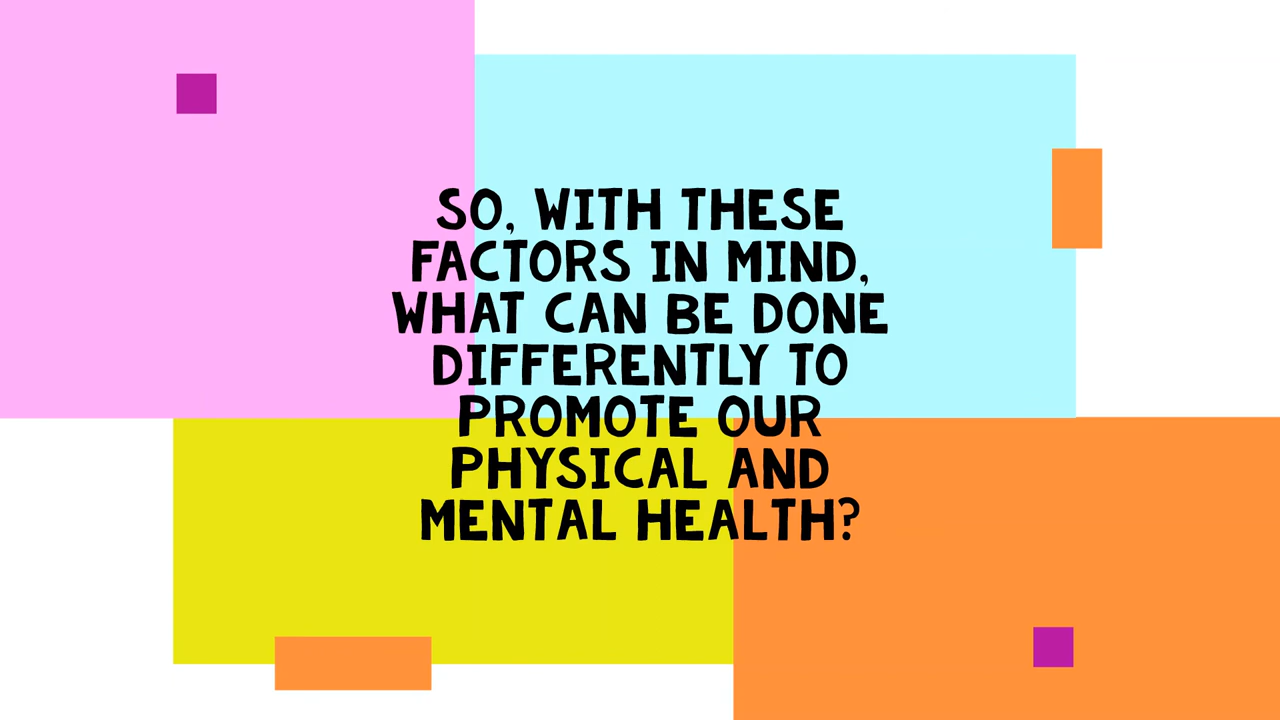 SO, WITH THESE
FACTORS IN MIND,
WHAT CAN BE DONE
DIFFERENTLY TO
PROMOTE OUR
PHYSICAL AND
MENTAL HEALTH?